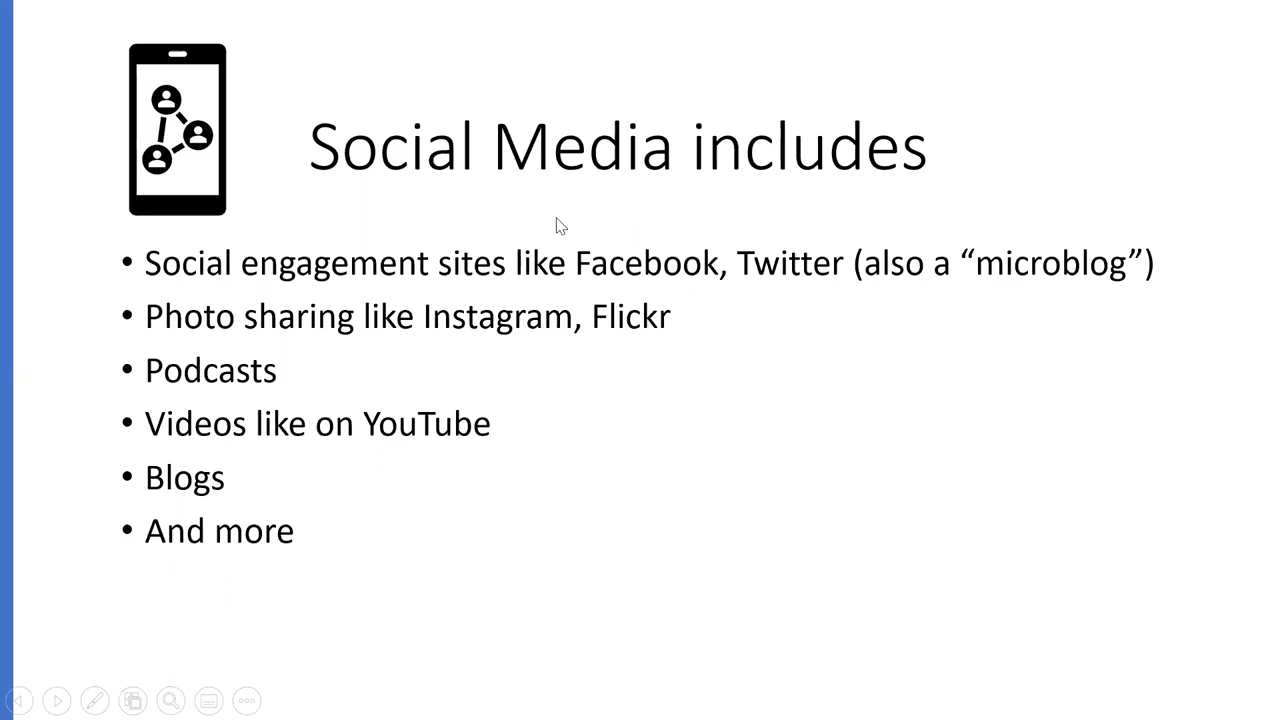 Social Media includes
• Social engagement sites like Facebook, Twitter (also a “microblog”)
• Photo sharing like Instagram, Flickr
• Podcasts
• Videos like on YouTube
• Blogs
• And more